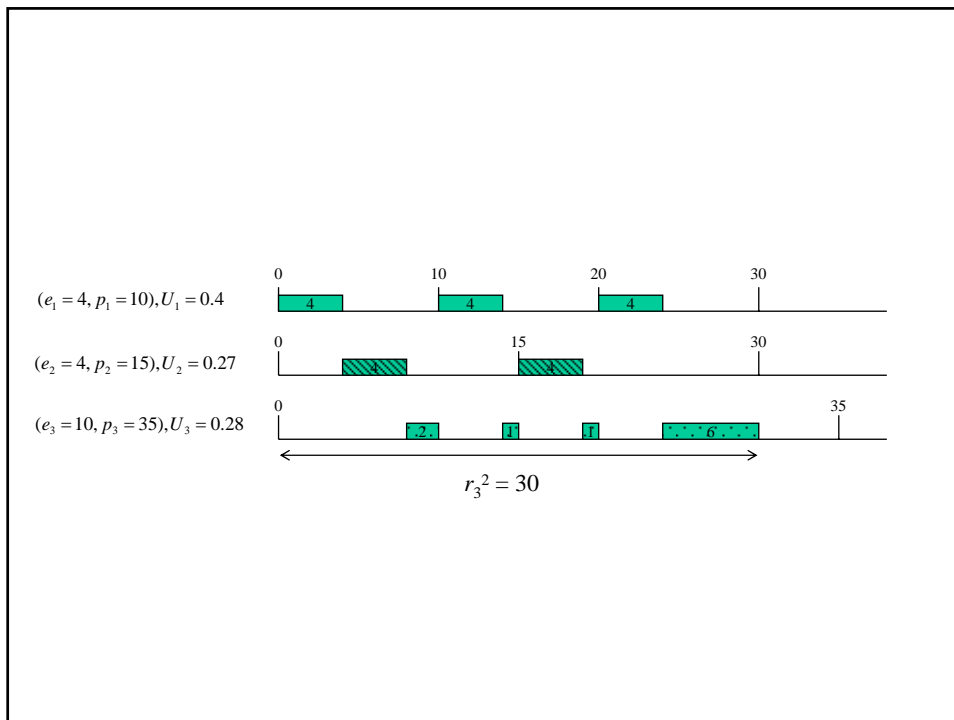 0 10 20 30
(e₁ = 4, p₁ = 10), U₁ = 0.4
4 4 4
0 15 30
(e₂ = 4, p₂ = 15), U₂ = 0.27
4 4
0 35
(e₃ = 10, p₃ = 35), U₃ = 0.28
2 1 1 6
r₃² = 30